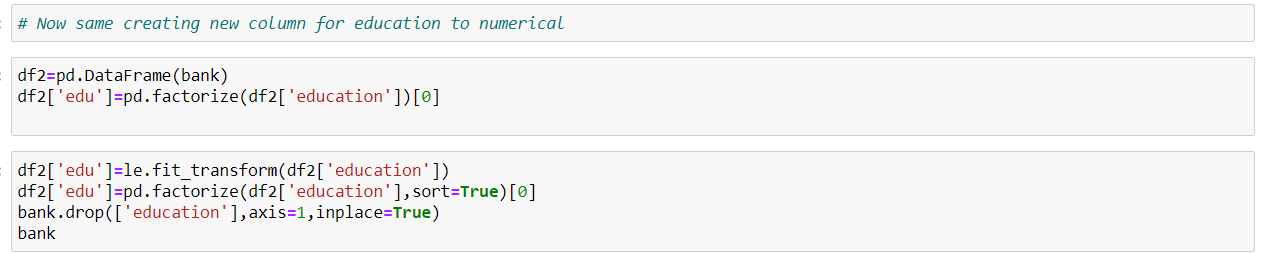 # Now same creating new column for education to numerical
df2=pd.DataFrame(bank)
df2['edu']=pd.factorize(df2['education'])[0]
df2['edu']=le.fit_transform(df2['education'])
df2['edu']=pd.factorize(df2['education'],sort=True)[0]
bank.drop(['education'],axis=1,inplace=True)
bank